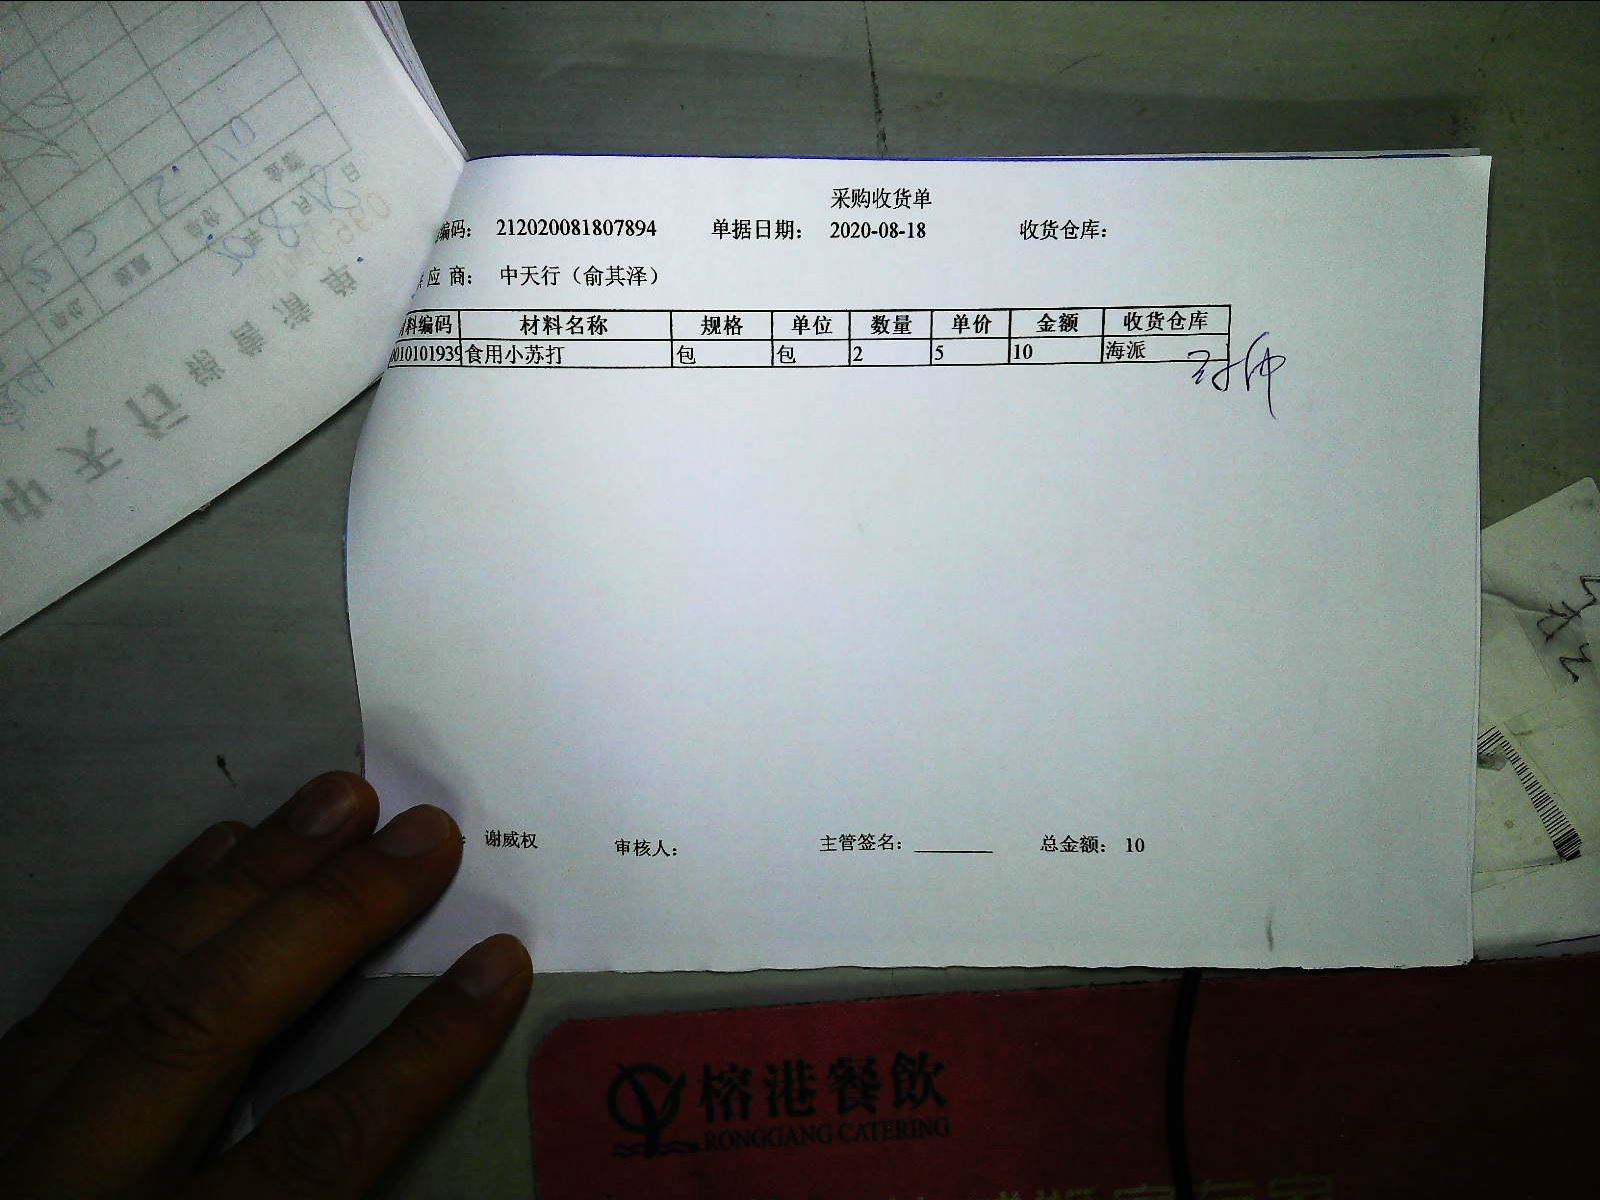 采购收货单
编码： 212020081807894 单据日期： 2020-08-18 收货仓库：
应 商： 中天行（俞其泽）
料编码 材料名称 规格 单位 数量 单价 金额 收货仓库
010101939 食用小苏打 包 包 2 5 10 海派
谢威权 审核人： 主管签名： 总金额： 10
中天行
榕港餐飲
RONGGANG CATERING